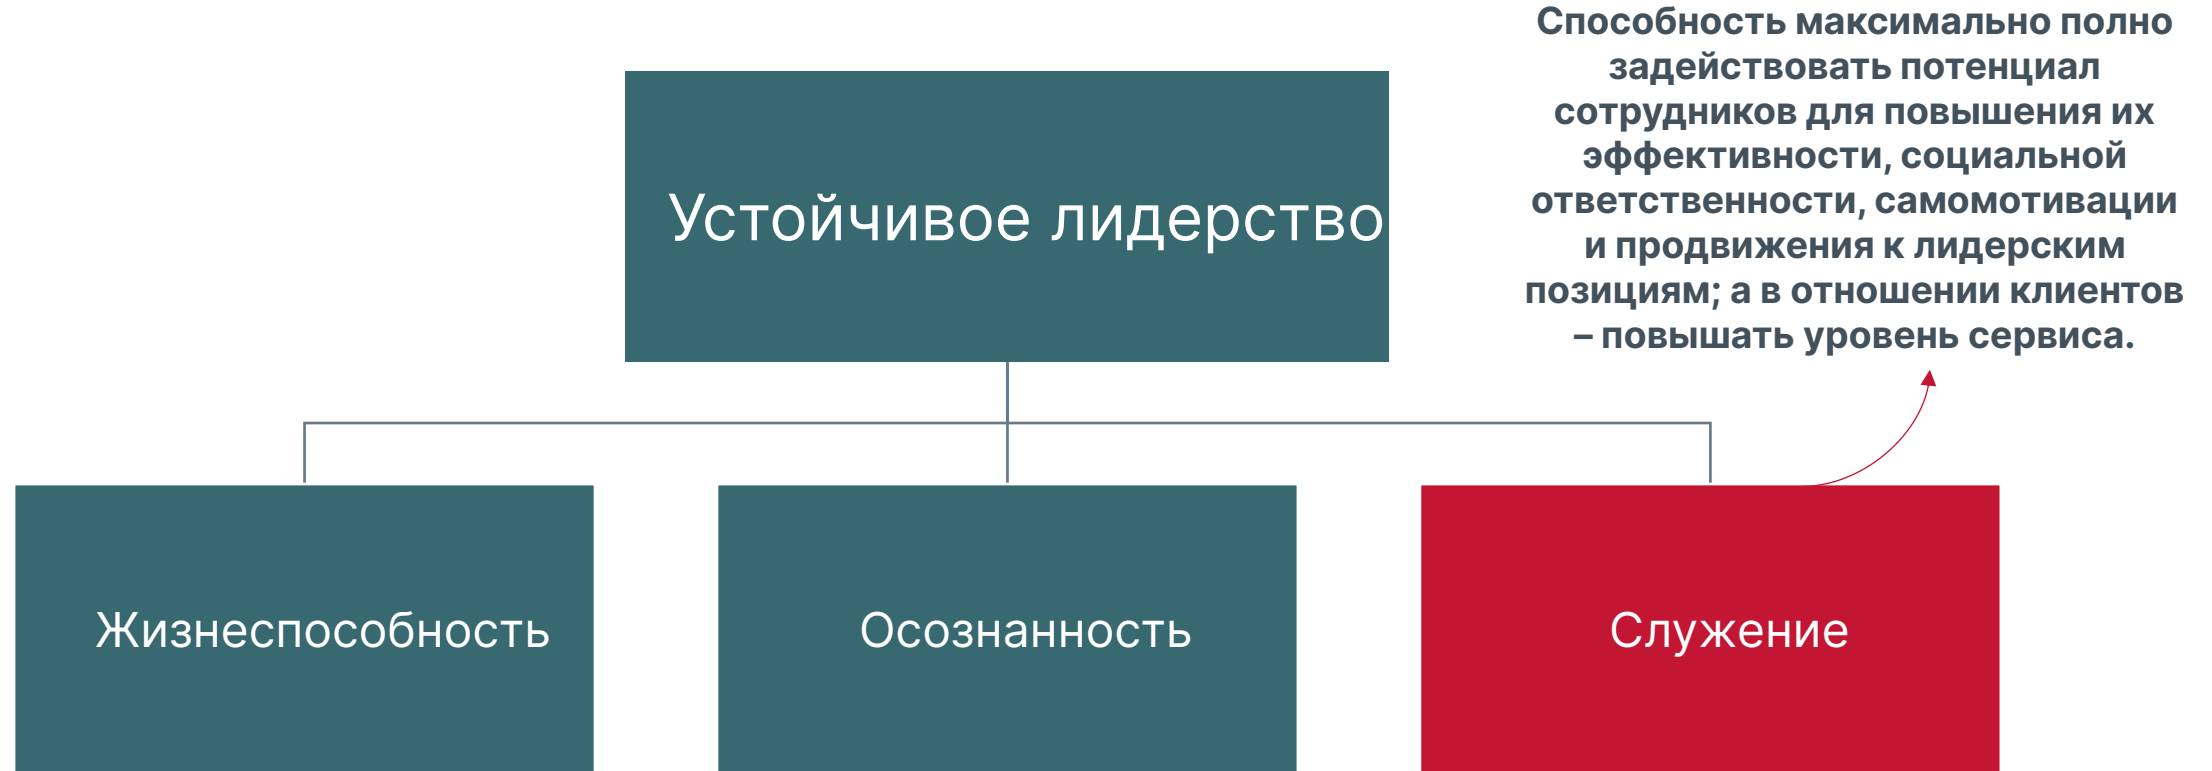 Способность максимально полно
задействовать потенциал
сотрудников для повышения их
эффективности, социальной
ответственности, самомотивации
и продвижения к лидерским
позициям; а в отношении клиентов
– повышать уровень сервиса.
Устойчивое лидерство
Жизнеспособность
Осознанность
Служение